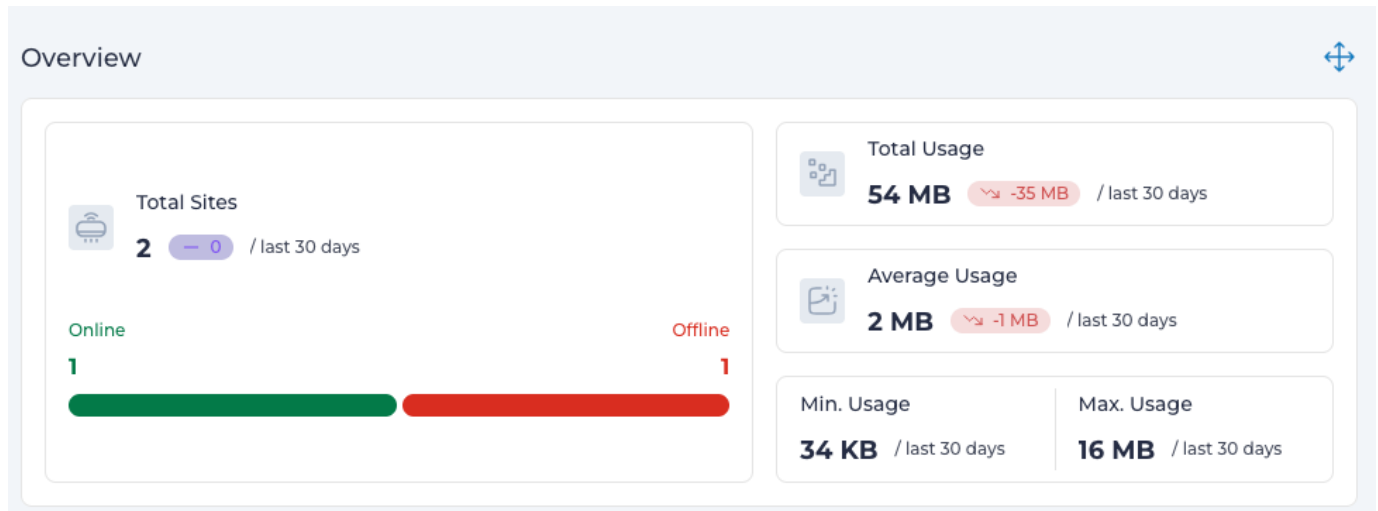 Overview
Total Sites
2 — 0 / last 30 days
Online Offline
1 1
Total Usage
54 MB -35 MB / last 30 days
Average Usage
2 MB -1 MB / last 30 days
Min. Usage Max. Usage
34 KB / last 30 days 16 MB / last 30 days